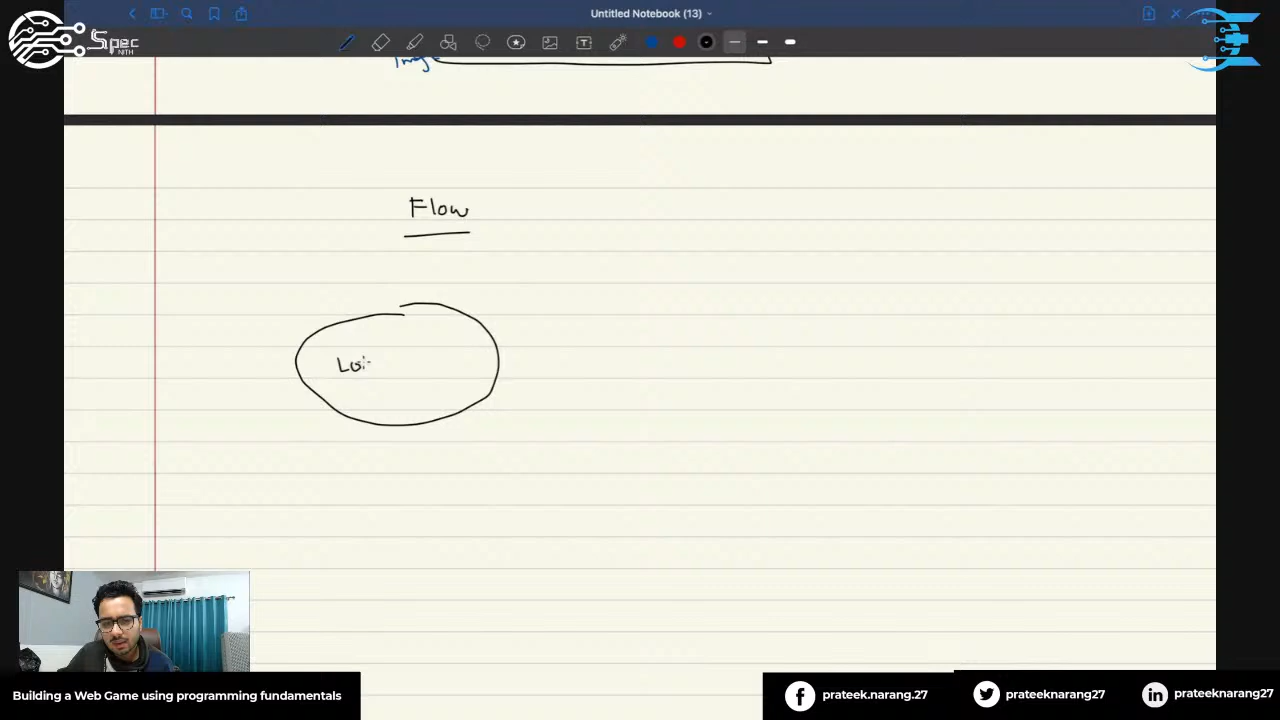 Untitled Notebook (13)
Spec
NITH
Flow
Building a Web Game using programming fundamentals
prateek.narang.27
prateeknarang27
prateeknarang27